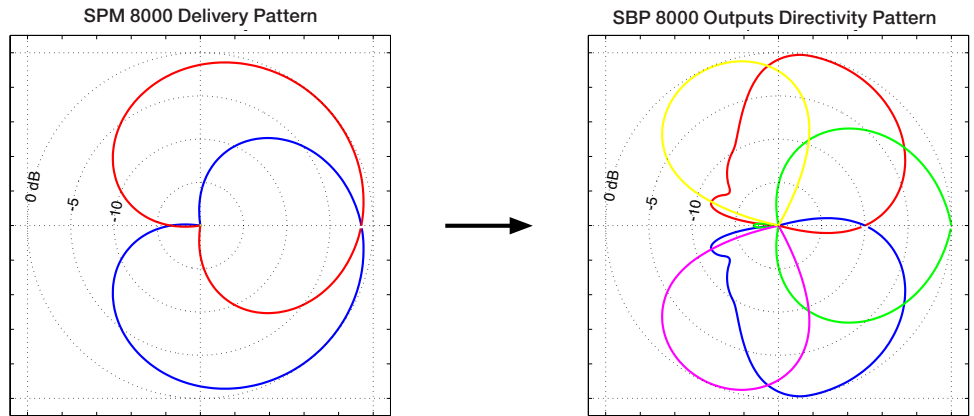 SPM 8000 Delivery Pattern
0 dB
-5
-10
SBP 8000 Outputs Directivity Pattern
0 dB
-5
-10